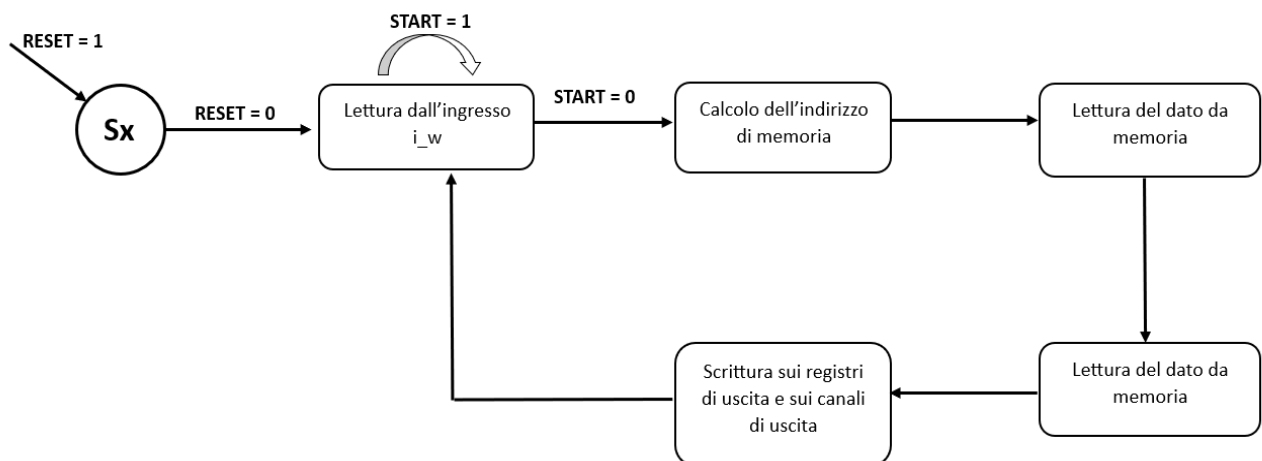 START = 1
RESET = 1
Sx
RESET = 0
Lettura dall'ingresso
i_w
START = 0
Calcolo dell'indirizzo
di memoria
Lettura del dato da
memoria
Lettura del dato da
memoria
Scrittura sui registri
di uscita e sui canali
di uscita